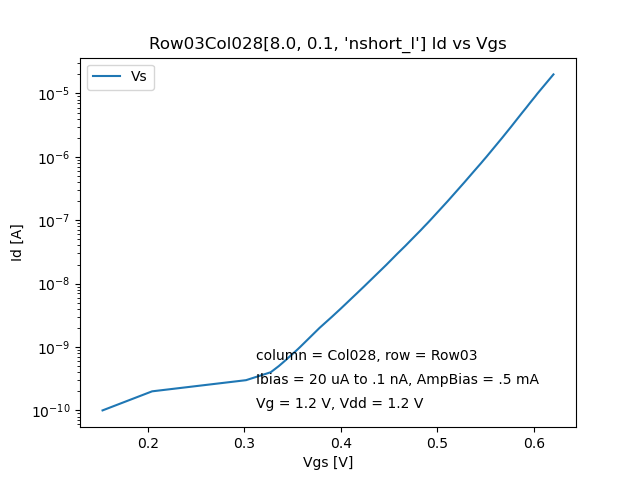 Row03Col028[8.0, 0.1, 'nshort_l'] Id vs Vgs
Vs
10⁻⁵
10⁻⁶
10⁻⁷
10⁻⁸
10⁻⁹
10⁻¹⁰
Id [A]
column = Col028, row = Row03
Ibias = 20 uA to .1 nA, AmpBias = .5 mA
Vg = 1.2 V, Vdd = 1.2 V
0.2 0.3 0.4 0.5 0.6
Vgs [V]